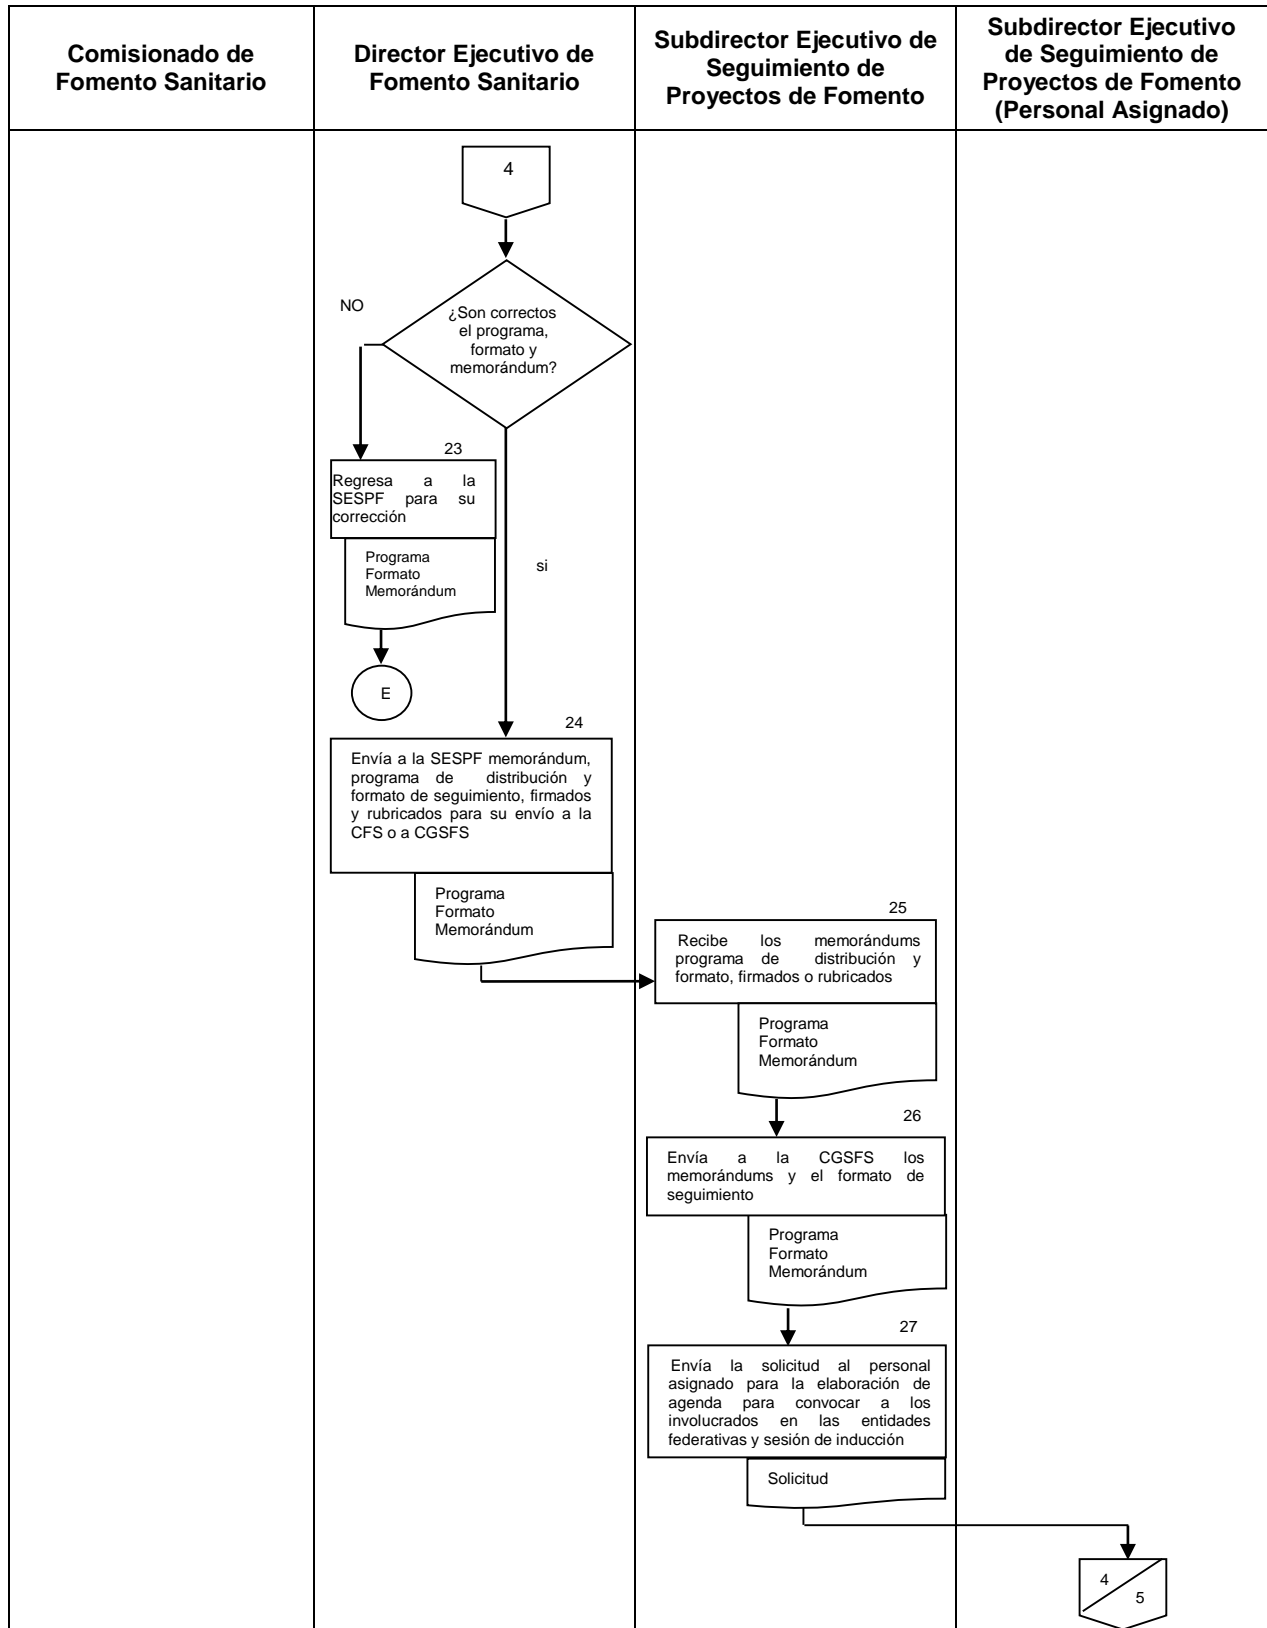 Comisionado de
Fomento Sanitario
Director Ejecutivo de
Fomento Sanitario
Subdirector Ejecutivo de
Seguimiento de
Proyectos de Fomento
Subdirector Ejecutivo
de Seguimiento de
Proyectos de Fomento
(Personal Asignado)
4
¿Son correctos
el programa,
formato y
memorándum?
NO
23
Regresa a la
SESPF para su
corrección
Programa
Formato
Memorándum
si
E
24
Envía a la SESPF memorándum,
programa de distribución y
formato de seguimiento, firmados
y rubricados para su envío a la
CFS o a CGSFS
Programa
Formato
Memorándum
25
Recibe los memorándums
programa de distribución y
formato, firmados o rubricados
Programa
Formato
Memorándum
26
Envía a la CGSFS los
memorándums y el formato de
seguimiento
Programa
Formato
Memorándum
27
Envía la solicitud al personal
asignado para la elaboración de
agenda para convocar a los
involucrados en las entidades
federativas y sesión de inducción
Solicitud
4
5